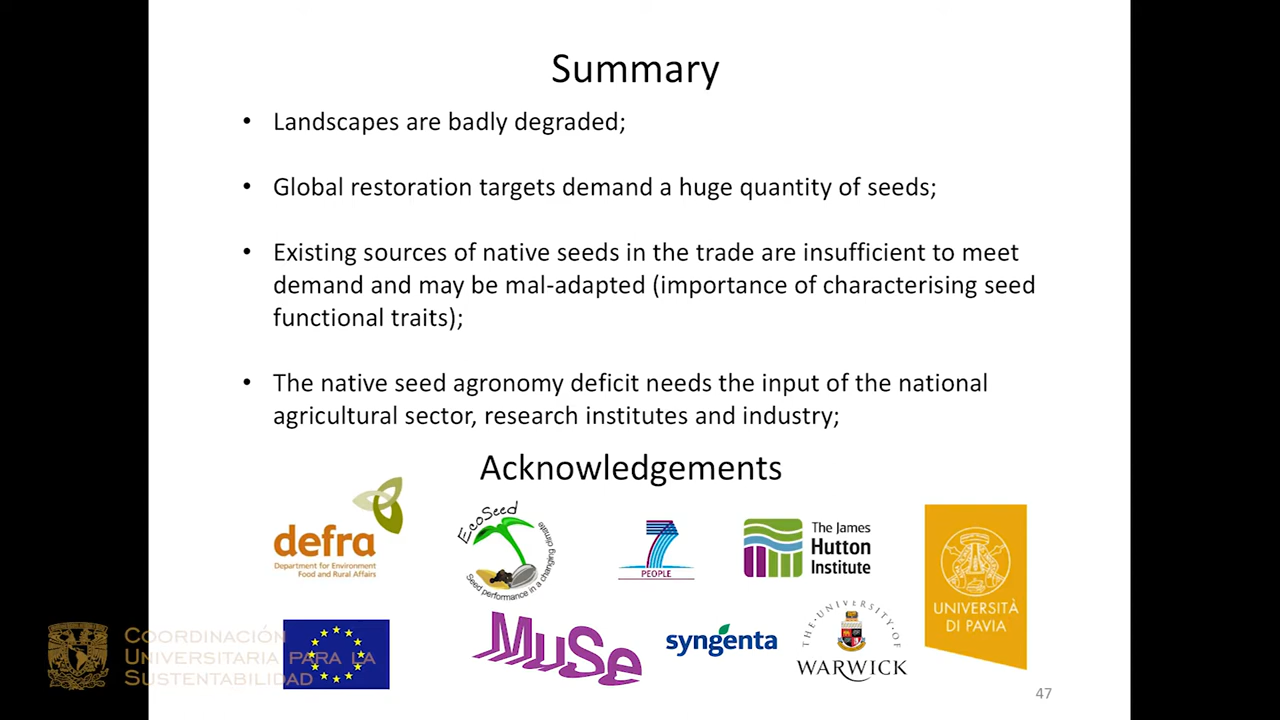 Summary
• Landscapes are badly degraded;
• Global restoration targets demand a huge quantity of seeds;
• Existing sources of native seeds in the trade are insufficient to meet
demand and may be mal-adapted (importance of characterising seed
functional traits);
• The native seed agronomy deficit needs the input of the national
agricultural sector, research institutes and industry;
Acknowledgements
defra
Department for Environment
Food and Rural Affairs
EcoSeed
Seed performance in a changing climate
7
PEOPLE
The James
Hutton
Institute
UNIVERSITÀ
DI PAVIA
COORDINACIÓN
UNIVERSITARIA PARA LA
SUSTENTABILIDAD
MuSe
syngenta
THE·UNIVERSITY·OF
WARWICK
47